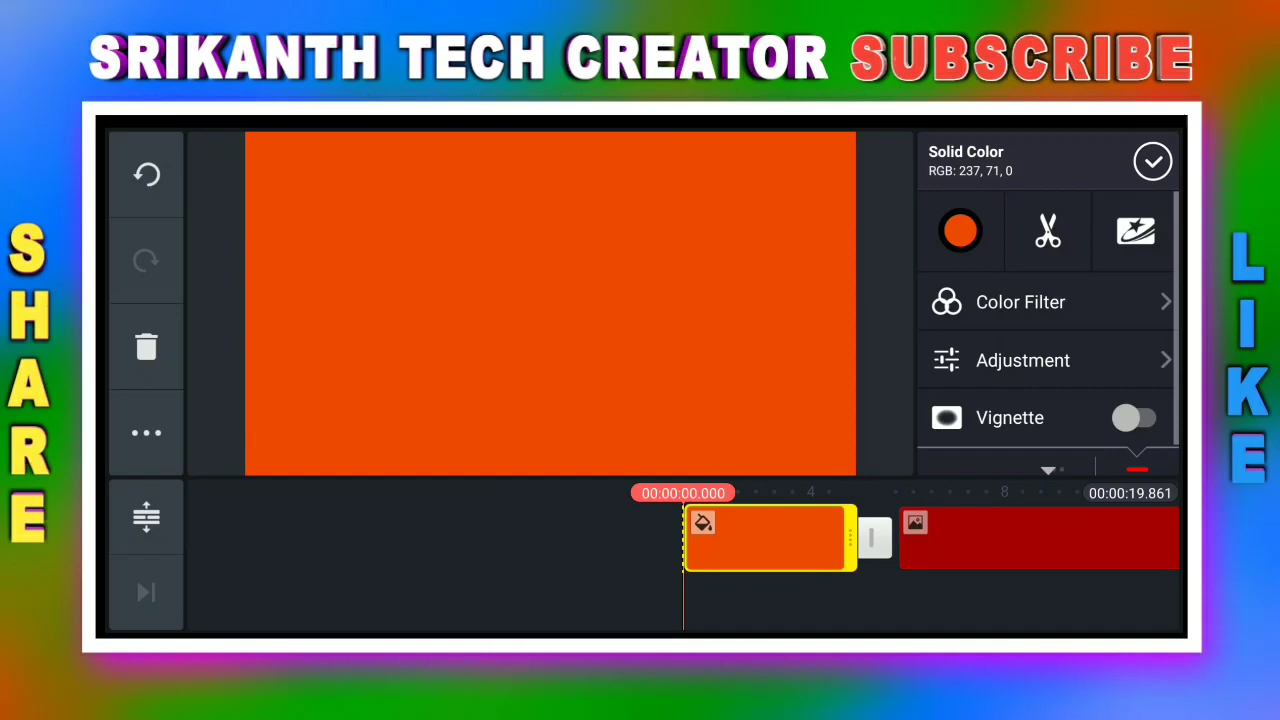 SRIKANTH TECH CREATOR SUBSCRIBE
SHARE
Solid Color
RGB: 237, 71, 0
Color Filter
Adjustment
Vignette
00:00:00.000
4
8
00:00:19.861
LIKE